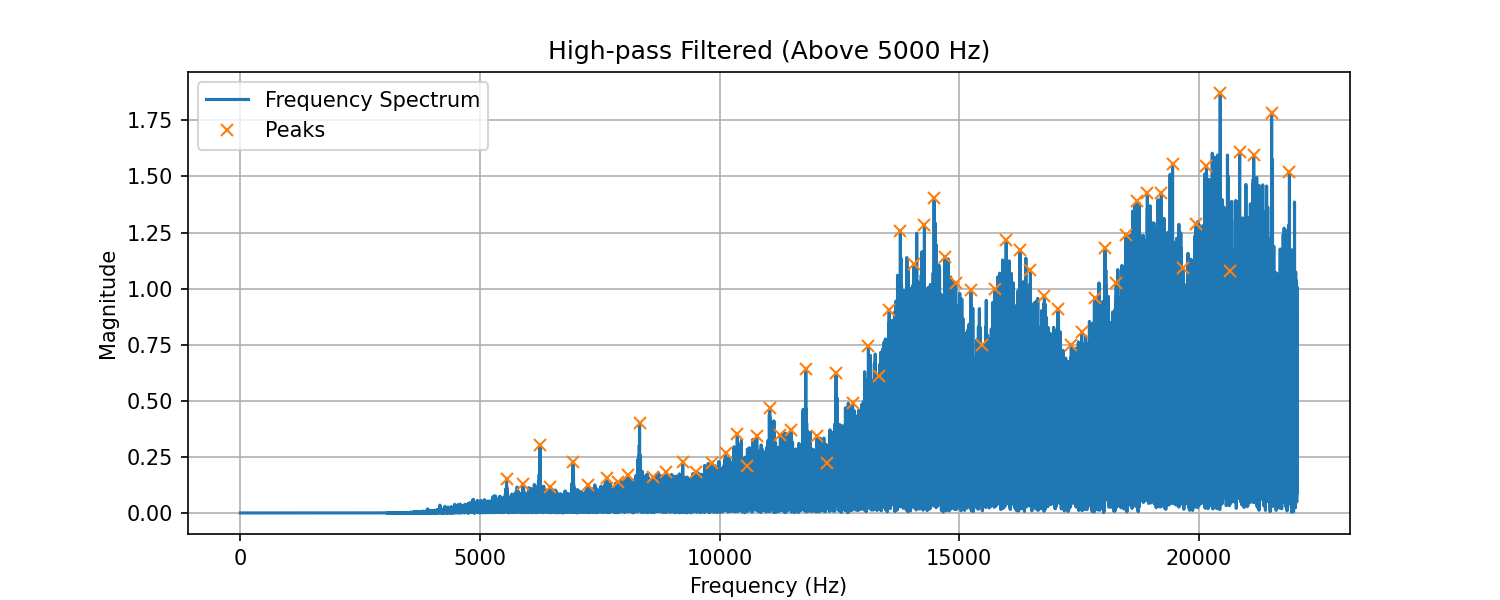 High-pass Filtered (Above 5000 Hz)
Frequency Spectrum
Peaks
1.75
1.50
1.25
1.00
0.75
0.50
0.25
0.00
Magnitude
0 5000 10000 15000 20000
Frequency (Hz)